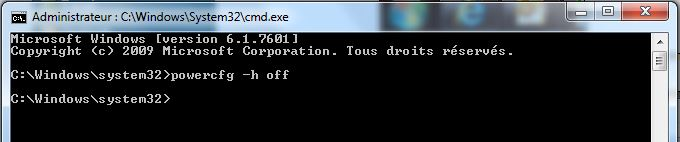 Administrateur : C:\Windows\System32\cmd.exe
Microsoft Windows [version 6.1.7601]
Copyright (c) 2009 Microsoft Corporation. Tous droits réservés.
C:\Windows\system32>powercfg -h off
C:\Windows\system32>